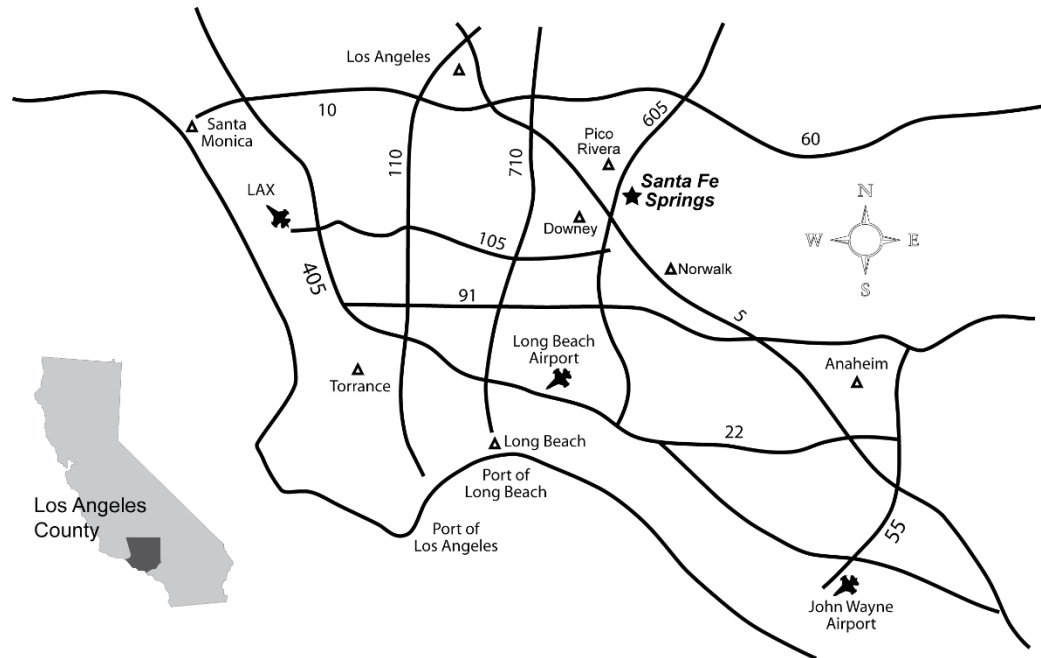 Los Angeles
10
Santa
Monica
110
710
605
60
Pico
Rivera
Santa Fe
Springs
LAX
N
W
E
S
Downey
105
Norwalk
405
91
5
Long Beach
Airport
Anaheim
Torrance
22
Long Beach
Port of
Long Beach
Los Angeles
County
Port of
Los Angeles
55
John Wayne
Airport